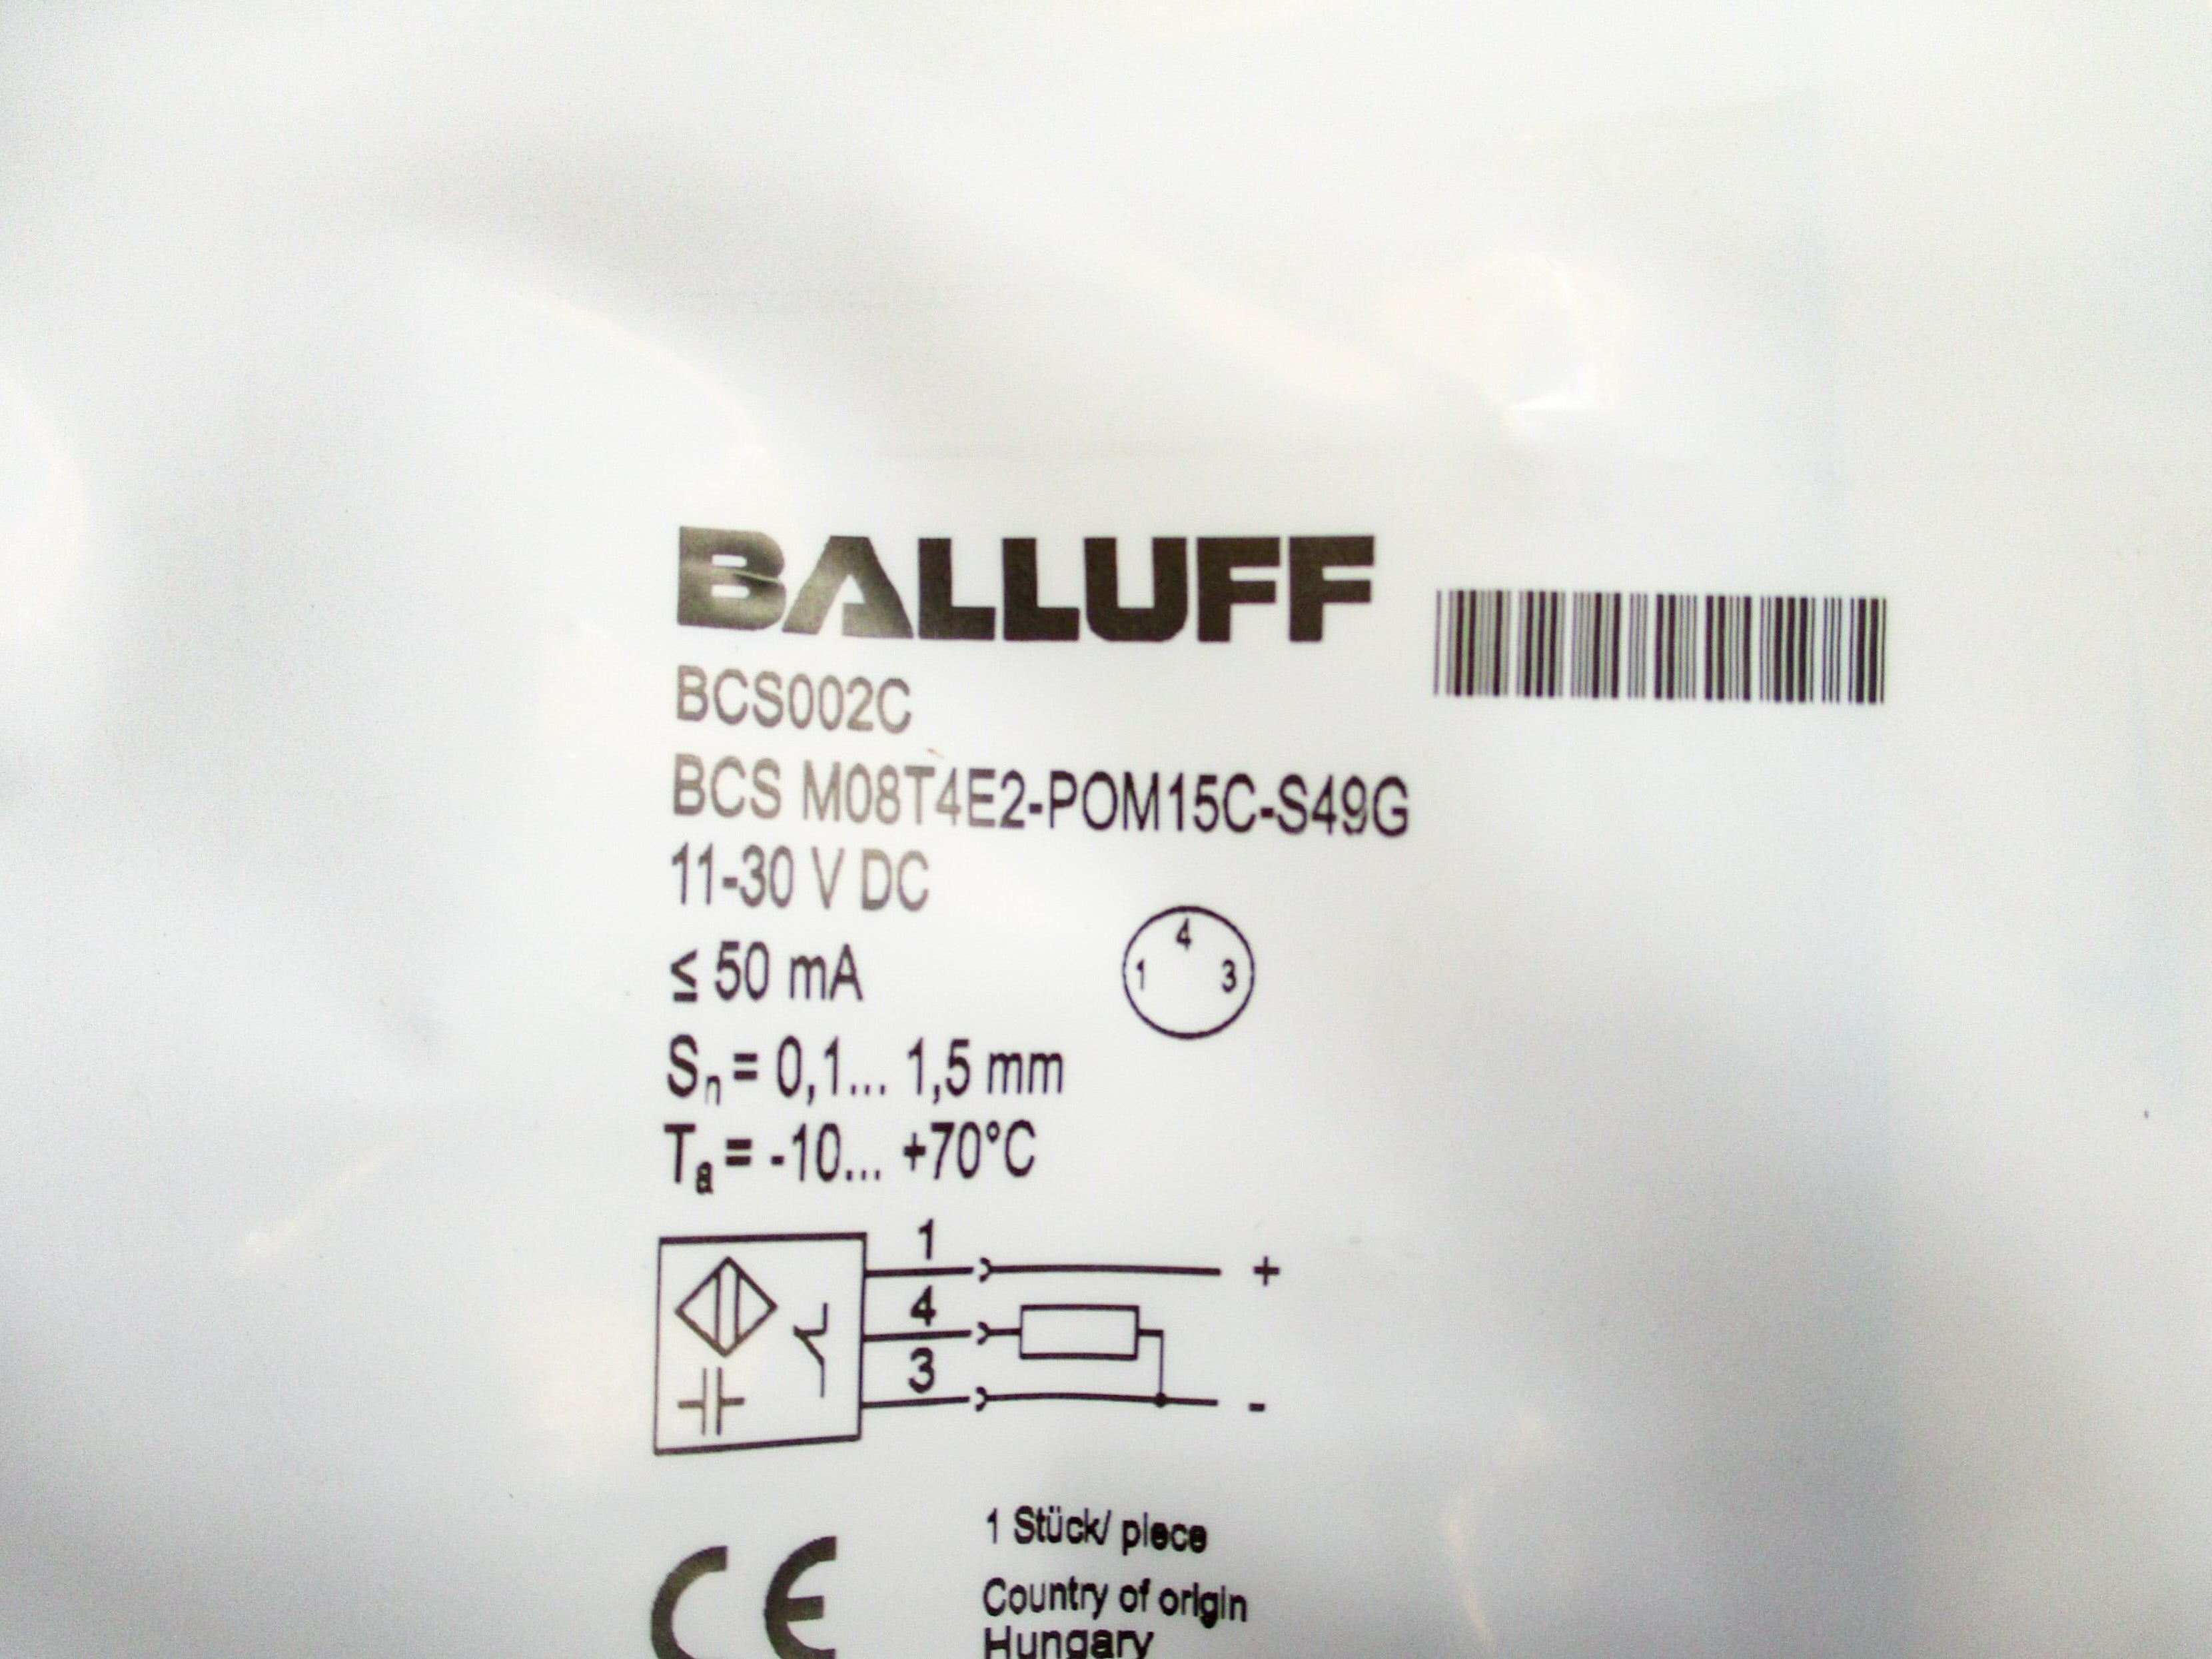 BALLUFF
BCS002C
BCS M08T4E2-POM15C-S49G
11-30 V DC
≤ 50 mA
4
1 3
Sn = 0,1... 1,5 mm
Ta = -10... +70°C
1
+
4
3
-
1 Stück/ piece
CE
Country of origin
Hungary